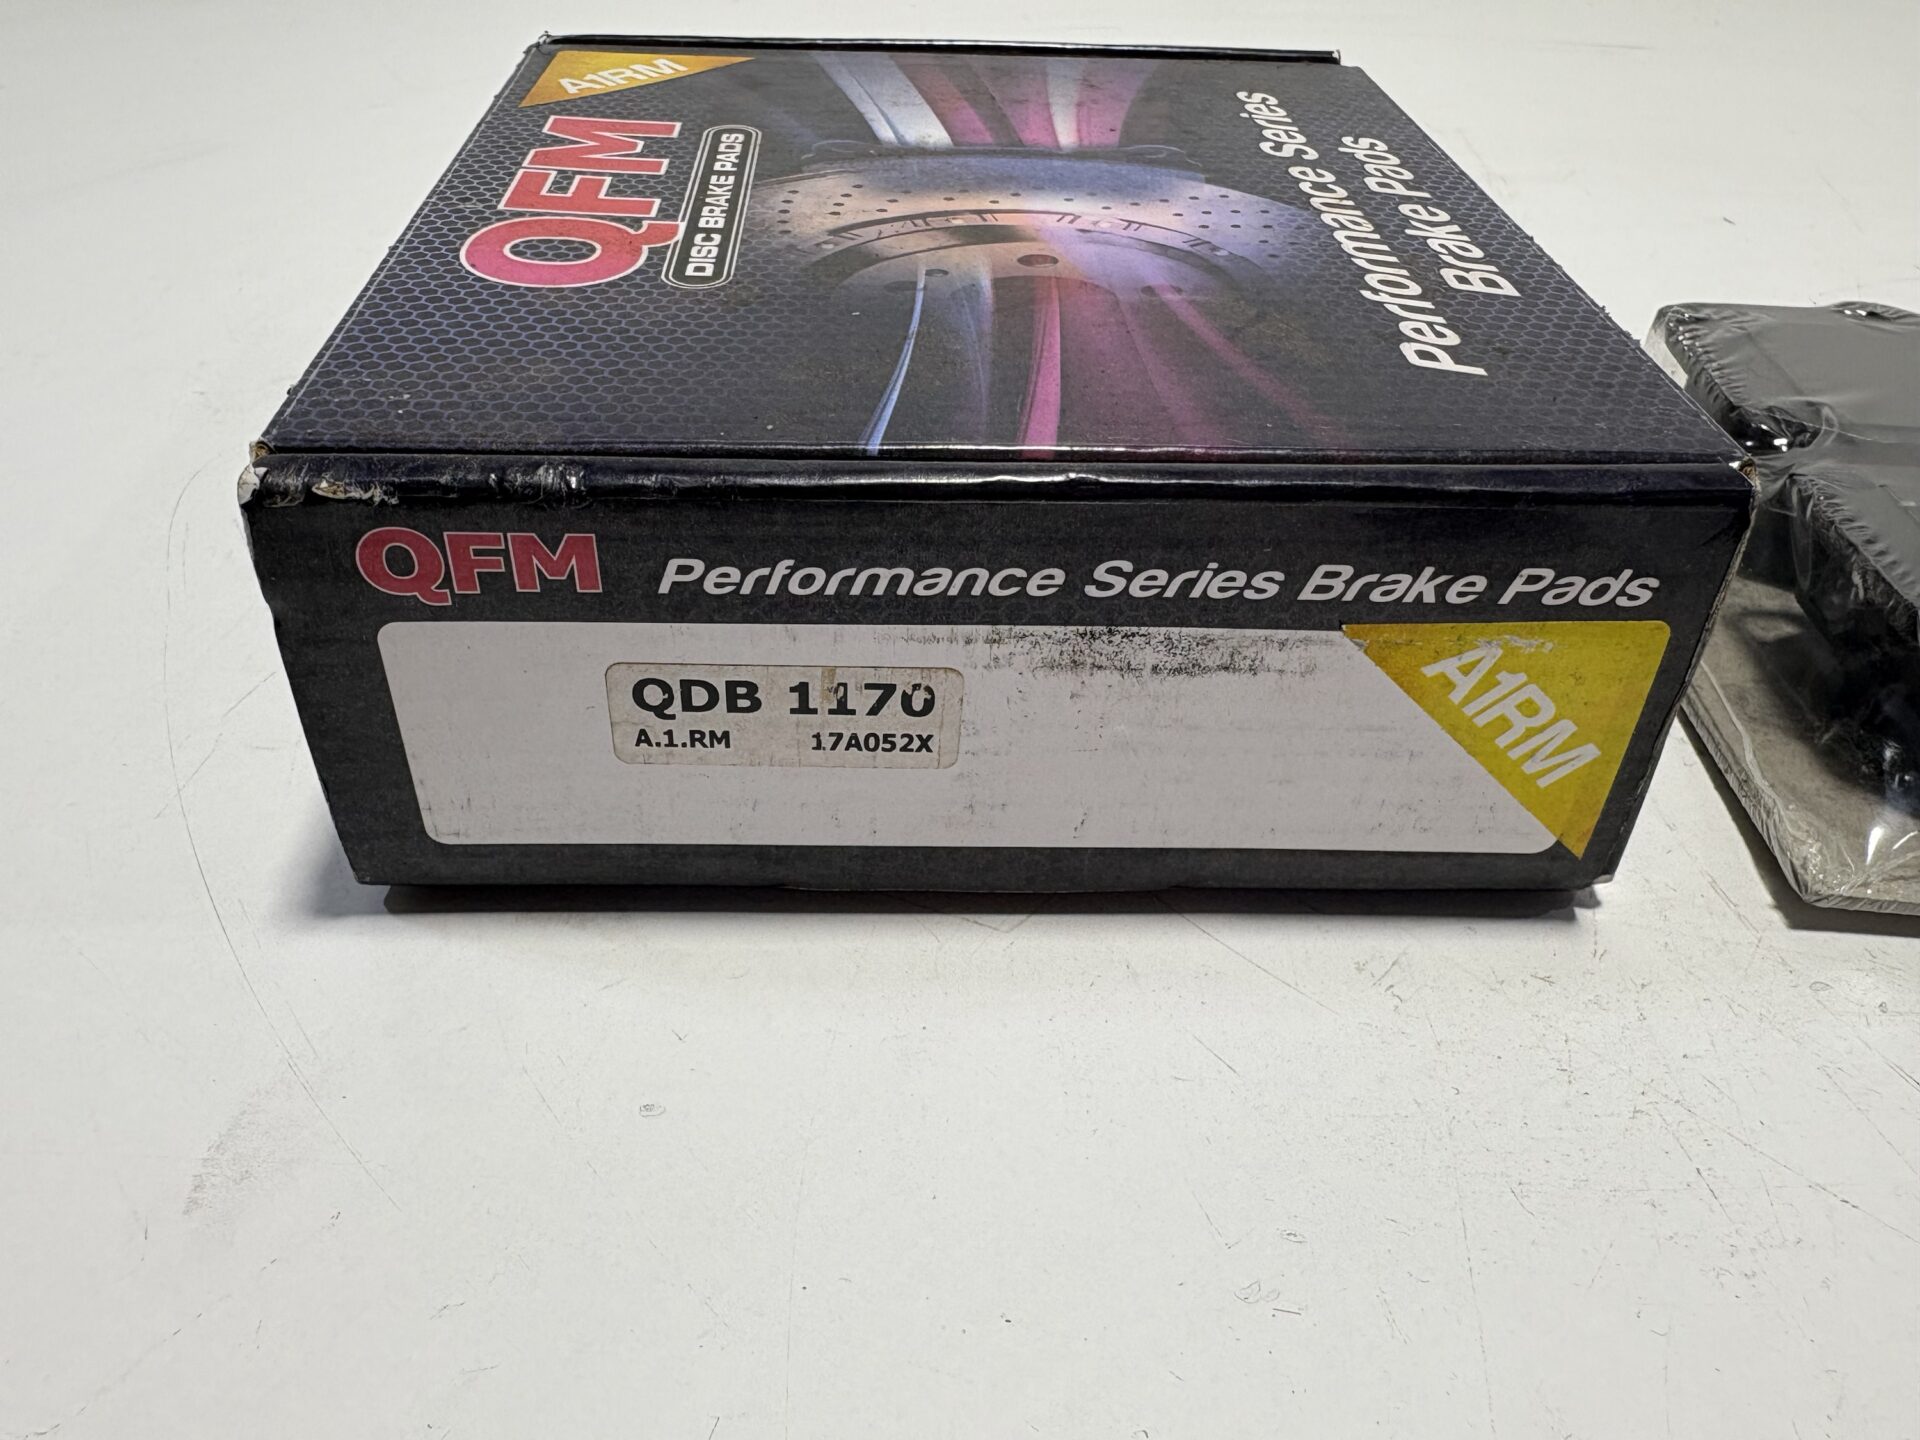 A1RM
QFM
DISC BRAKE PADS
Performance Series
Brake Pads
QFM Performance Series Brake Pads
QDB 1170
A.1.RM 17A052X
A1RM